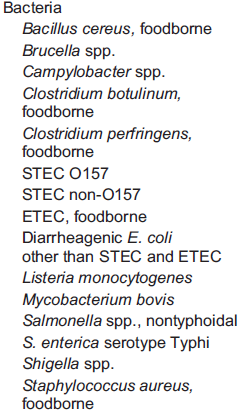 Bacteria
Bacillus cereus, foodborne
Brucella spp.
Campylobacter spp.
Clostridium botulinum,
foodborne
Clostridium perfringens,
foodborne
STEC O157
STEC non-O157
ETEC, foodborne
Diarrheagenic E. coli
other than STEC and ETEC
Listeria monocytogenes
Mycobacterium bovis
Salmonella spp., nontyphoidal
S. enterica serotype Typhi
Shigella spp.
Staphylococcus aureus,
foodborne